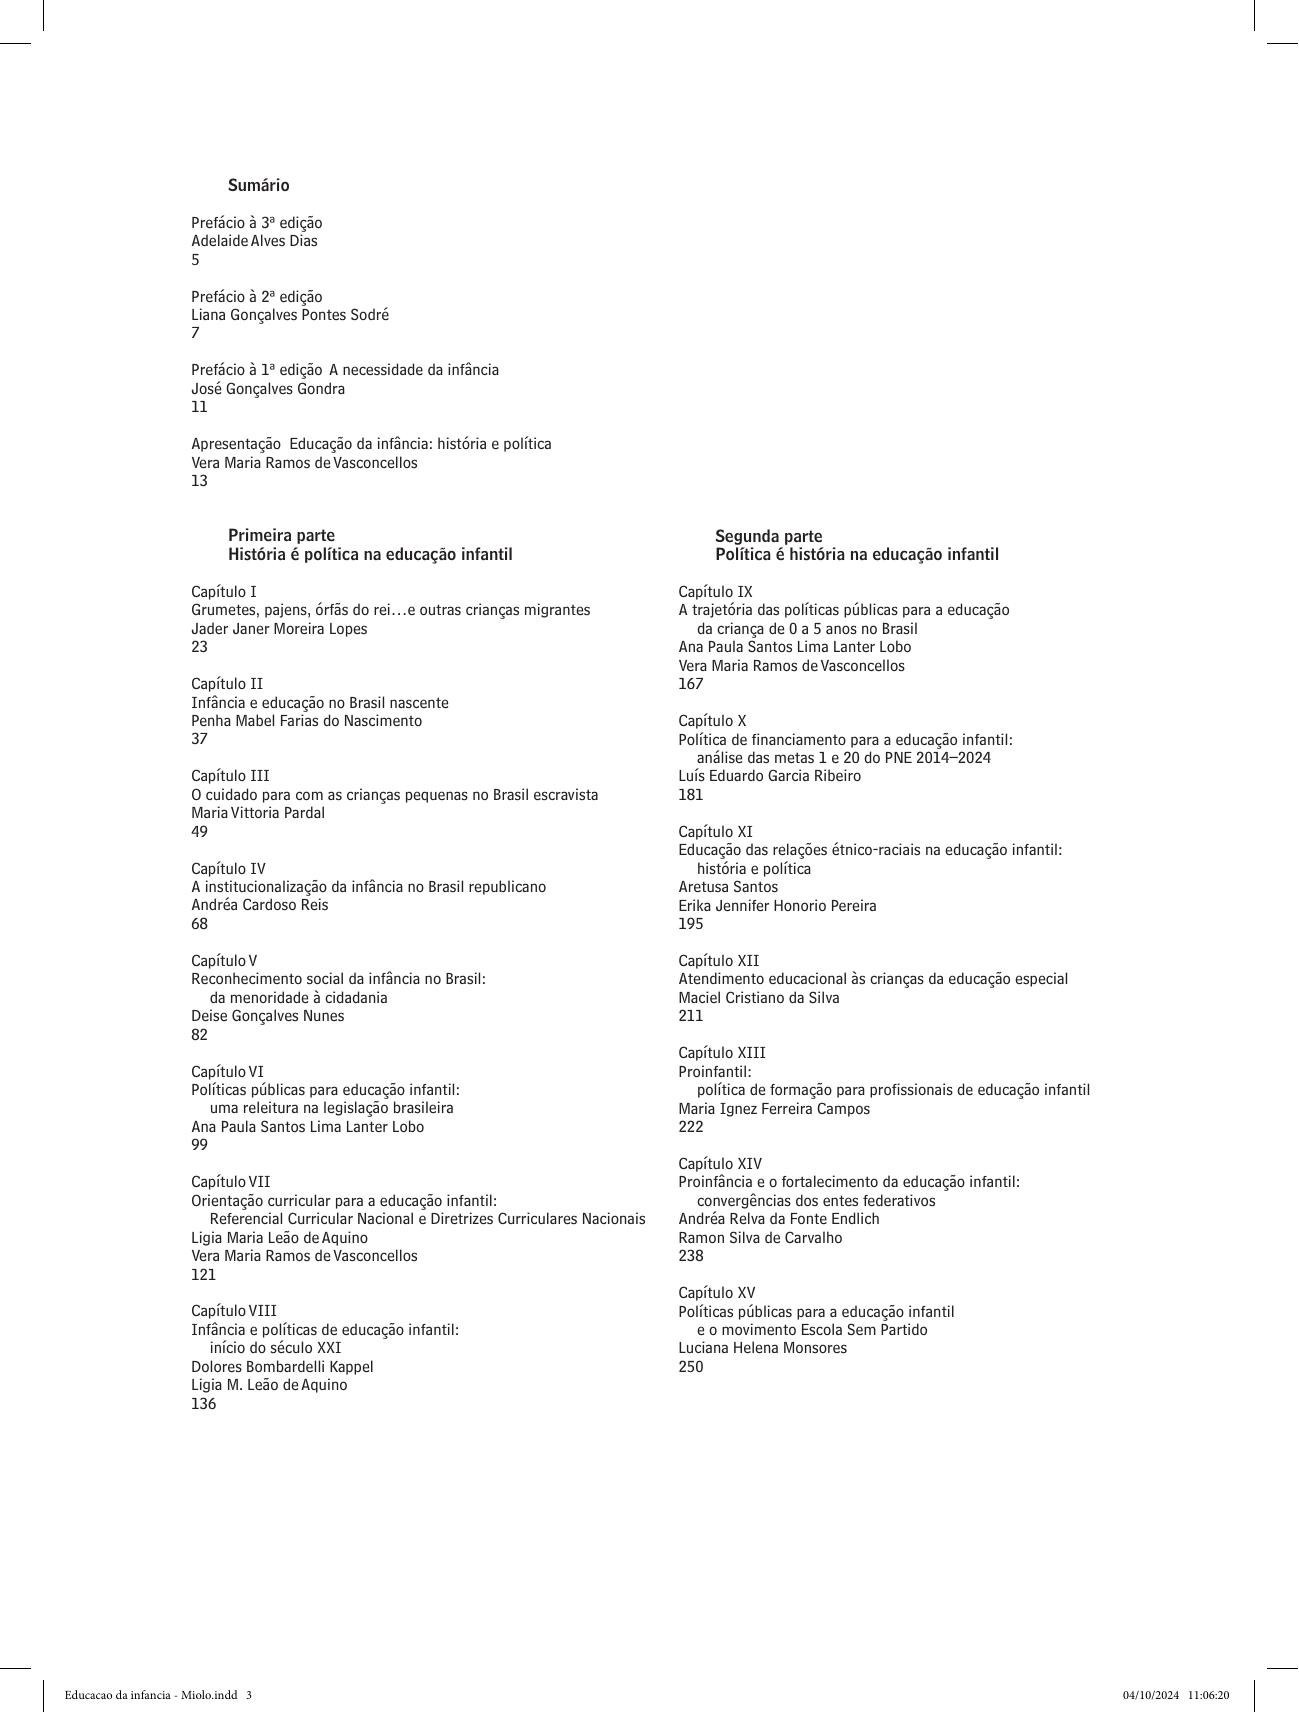 Sumário
Prefácio à 3ª edição
Adelaide Alves Dias
5
Prefácio à 2ª edição
Liana Gonçalves Pontes Sodré
7
Prefácio à 1ª edição  A necessidade da infância
José Gonçalves Gondra
11
Apresentação  Educação da infância: história e política
Vera Maria Ramos de Vasconcellos
13
Primeira parte
História é política na educação infantil
Capítulo I
Grumetes, pajens, órfãs do rei…e outras crianças migrantes
Jader Janer Moreira Lopes
23
Capítulo II
Infância e educação no Brasil nascente
Penha Mabel Farias do Nascimento
37
Capítulo III
O cuidado para com as crianças pequenas no Brasil escravista
Maria Vittoria Pardal
49
Capítulo IV
A institucionalização da infância no Brasil republicano
Andréa Cardoso Reis
68
Capítulo V
Reconhecimento social da infância no Brasil:
da menoridade à cidadania
Deise Gonçalves Nunes
82
Capítulo VI
Políticas públicas para educação infantil:
uma releitura na legislação brasileira
Ana Paula Santos Lima Lanter Lobo
99
Capítulo VII
Orientação curricular para a educação infantil:
Referencial Curricular Nacional e Diretrizes Curriculares Nacionais
Ligia Maria Leão de Aquino
Vera Maria Ramos de Vasconcellos
121
Capítulo VIII
Infância e políticas de educação infantil:
início do século XXI
Dolores Bombardelli Kappel
Ligia M. Leão de Aquino
136
Segunda parte
Política é história na educação infantil
Capítulo IX
A trajetória das políticas públicas para a educação
da criança de 0 a 5 anos no Brasil
Ana Paula Santos Lima Lanter Lobo
Vera Maria Ramos de Vasconcellos
167
Capítulo X
Política de financiamento para a educação infantil:
análise das metas 1 e 20 do PNE 2014–2024
Luís Eduardo Garcia Ribeiro
181
Capítulo XI
Educação das relações étnico-raciais na educação infantil:
história e política
Aretusa Santos
Erika Jennifer Honorio Pereira
195
Capítulo XII
Atendimento educacional às crianças da educação especial
Maciel Cristiano da Silva
211
Capítulo XIII
Proinfantil:
política de formação para profissionais de educação infantil
Maria Ignez Ferreira Campos
222
Capítulo XIV
Proinfância e o fortalecimento da educação infantil:
convergências dos entes federativos
Andréa Relva da Fonte Endlich
Ramon Silva de Carvalho
238
Capítulo XV
Políticas públicas para a educação infantil
e o movimento Escola Sem Partido
Luciana Helena Monsores
250
Educacao da infancia - Miolo.indd   3
04/10/2024   11:06:20